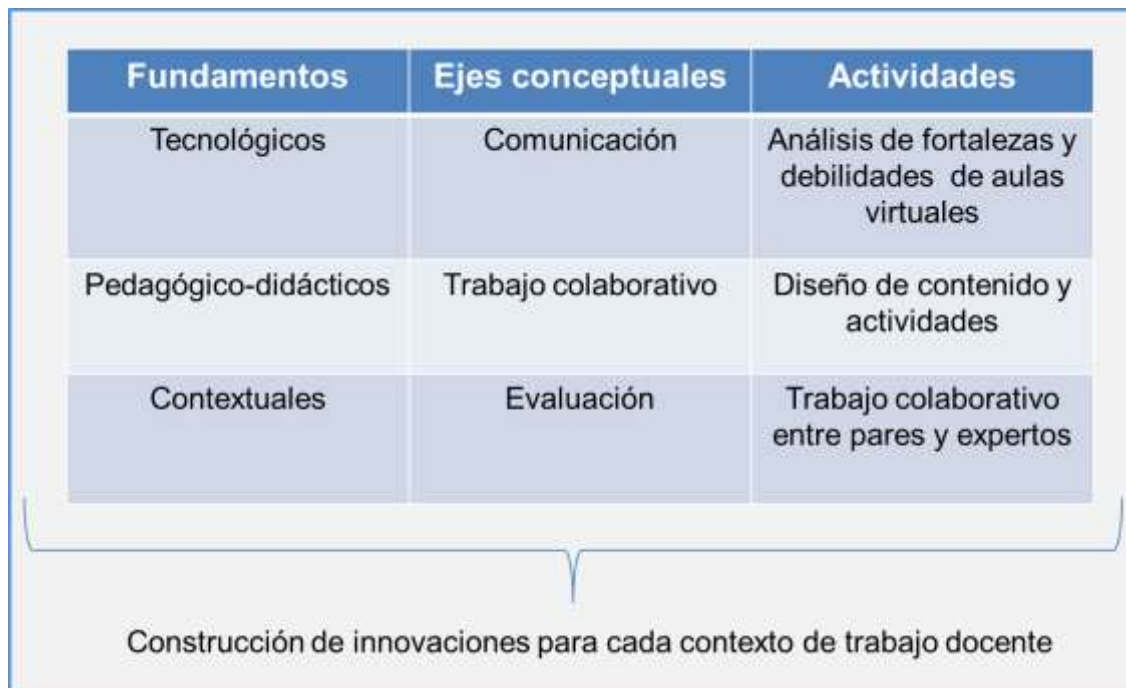 Fundamentos
Ejes conceptuales
Actividades
Tecnológicos
Comunicación
Análisis de fortalezas y
debilidades de aulas
virtuales
Pedagógico-didácticos
Trabajo colaborativo
Diseño de contenido y
actividades
Contextuales
Evaluación
Trabajo colaborativo
entre pares y expertos
Construcción de innovaciones para cada contexto de trabajo docente